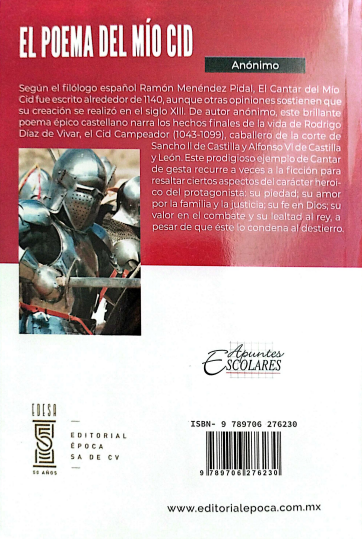 EL POEMA DEL MÍO CID
Anónimo
Según el filólogo español Ramón Menéndez Pidal, El Cantar del Mío
Cid fue escrito alrededor de 1140, aunque otras opiniones sostienen que
su creación se realizó en el siglo XIII. De autor anónimo, este brillante
poema épico castellano narra los hechos finales de la vida de Rodrigo
Díaz de Vivar, el Cid Campeador (1043-1099), caballero de la corte de
Sancho II de Castilla y Alfonso VI de Castilla
y León. Este prodigioso ejemplo de Cantar
de gesta recurre a veces a la ficción para
resaltar ciertos aspectos del carácter heroi-
co del protagonista: su piedad; su amor
por la familia y la justicia; su fe en Dios; su
valor en el combate y su lealtad al rey, a
pesar de que éste lo condena al destierro.
Apuntes
ESCOLARES
EDESA
50 AÑOS
EDITORIAL
ÉPOCA
SA DE CV
ISBN- 9 789706 276230
9 789706 276230
www.editorialepoca.com.mx